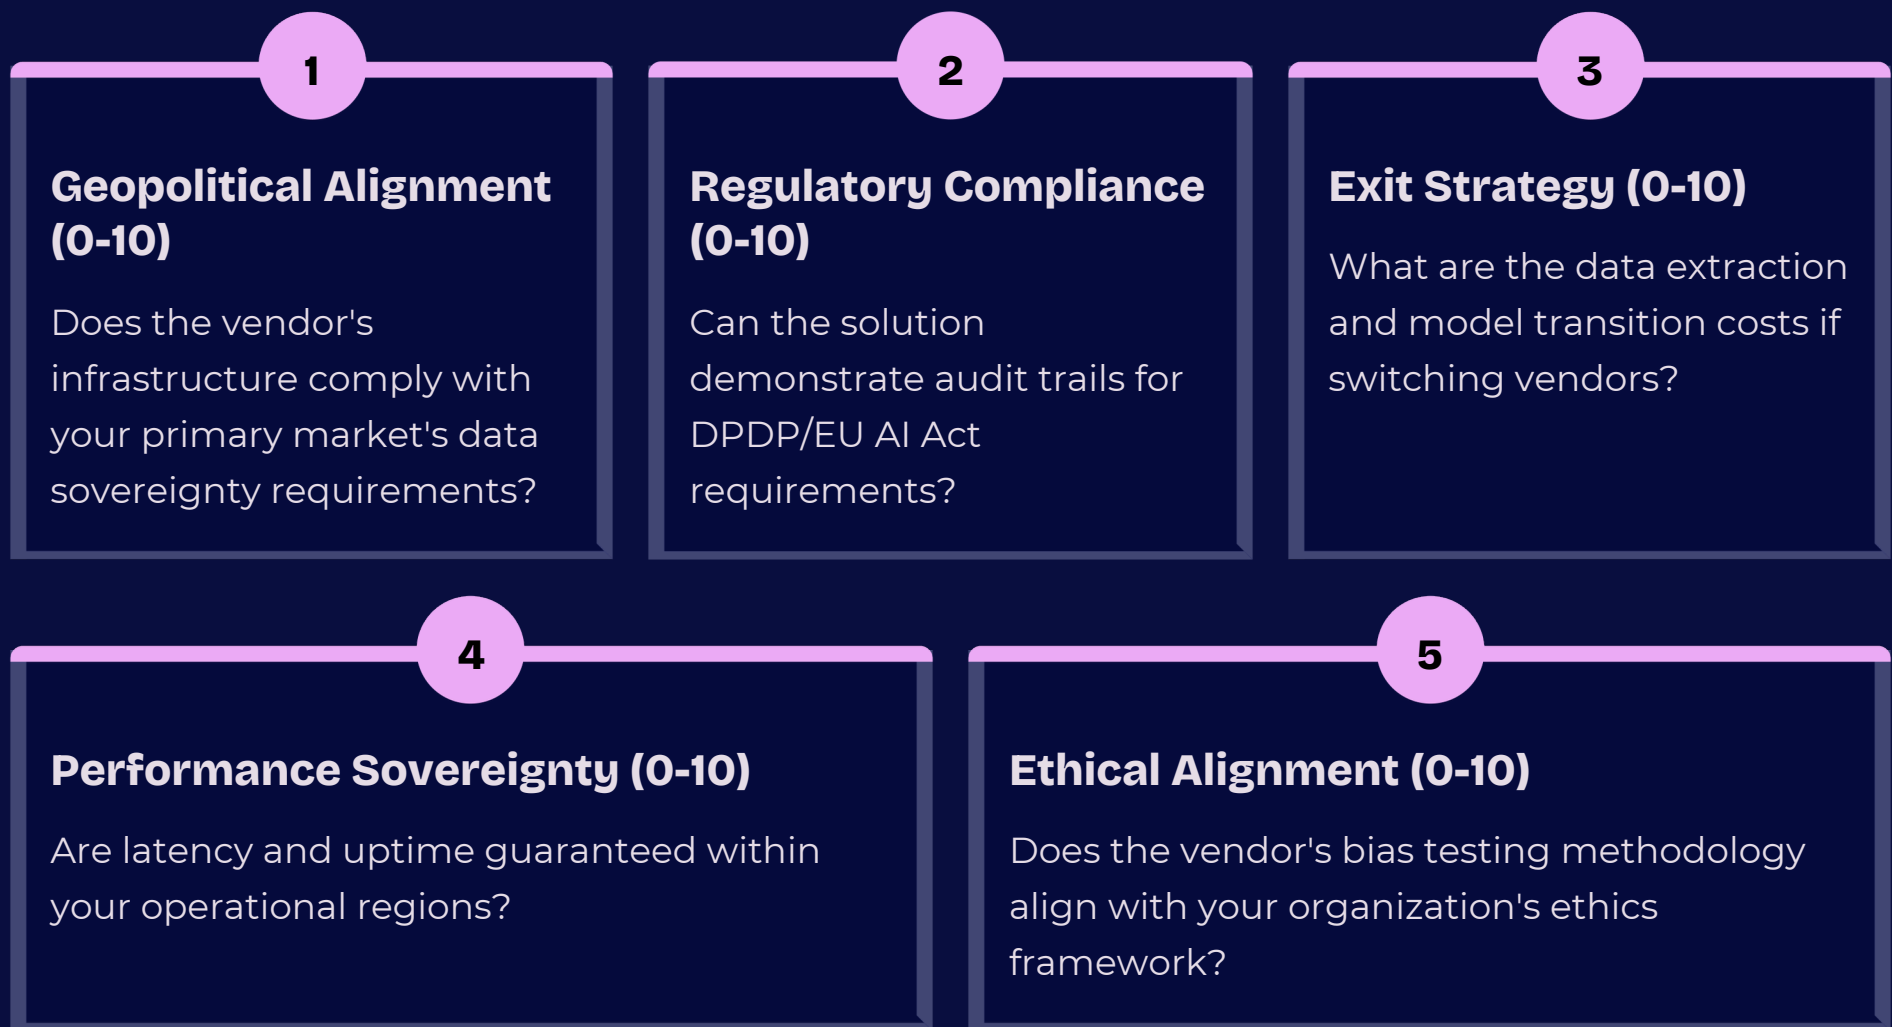 1
Geopolitical Alignment
(0-10)
Does the vendor's
infrastructure comply with
your primary market's data
sovereignty requirements?
2
Regulatory Compliance
(0-10)
Can the solution
demonstrate audit trails for
DPDP/EU AI Act
requirements?
3
Exit Strategy (0-10)
What are the data extraction
and model transition costs if
switching vendors?
4
Performance Sovereignty (0-10)
Are latency and uptime guaranteed within
your operational regions?
5
Ethical Alignment (0-10)
Does the vendor's bias testing methodology
align with your organization's ethics
framework?